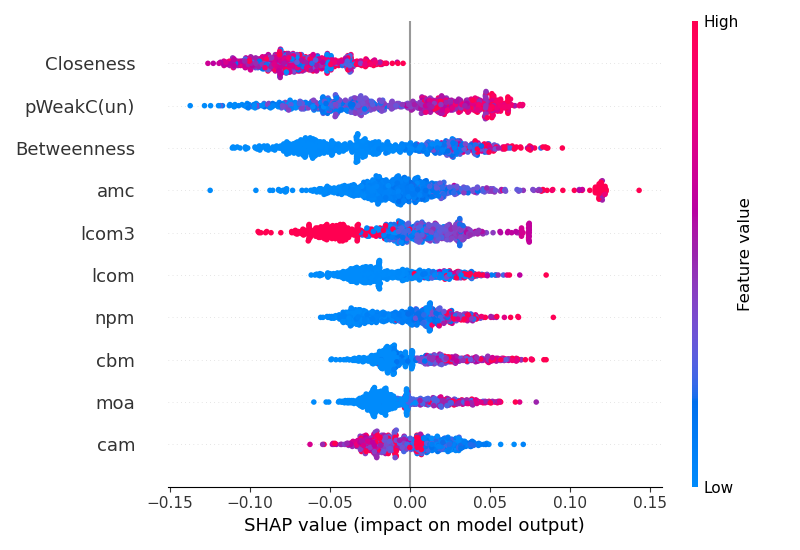 High
Closeness
pWeakC(un)
Betweenness
amc
lcom3
lcom
npm
cbm
moa
cam
Feature value
Low
−0.15 −0.10 −0.05 0.00 0.05 0.10 0.15
SHAP value (impact on model output)